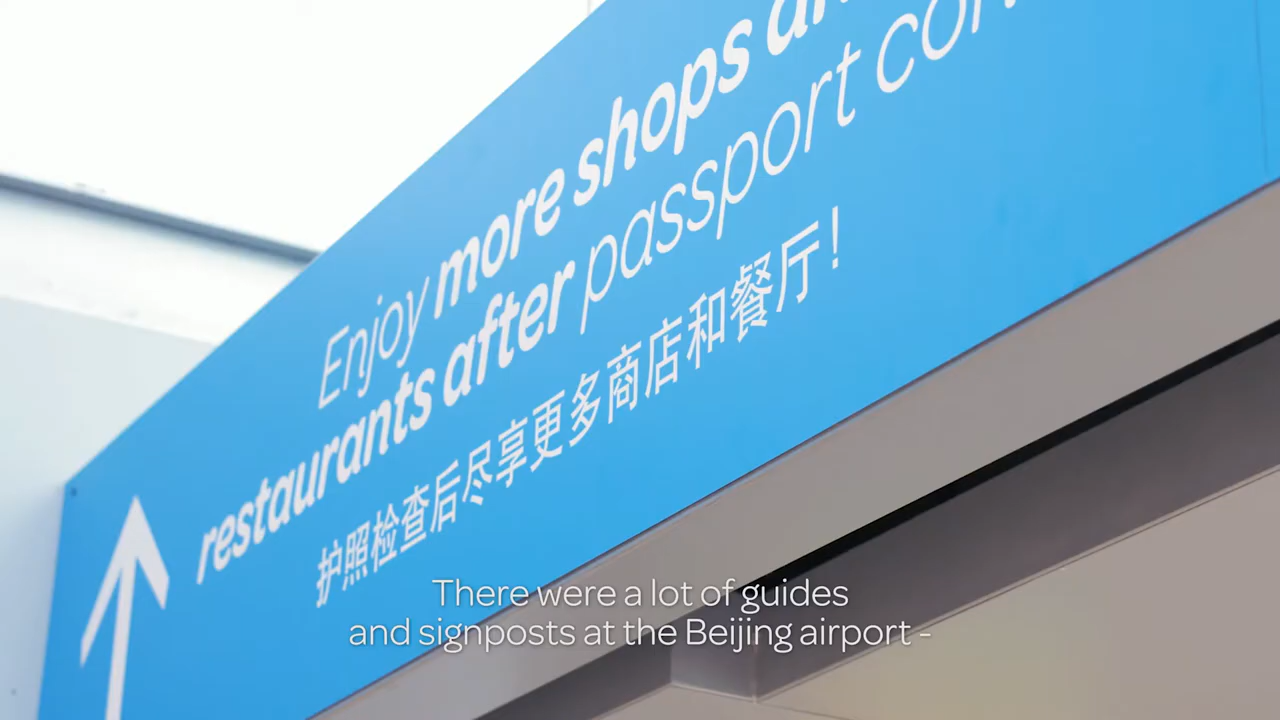 Enjoy more shops
restaurants after passport
护照检查后尽享更多商店和餐厅！
There were a lot of guides
and signposts at the Beijing airport -